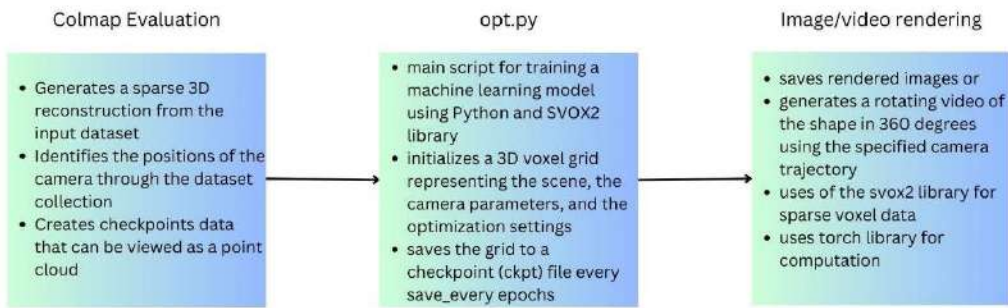 Colmap Evaluation
• Generates a sparse 3D
reconstruction from the
input dataset
• Identifies the positions of the
camera through the dataset
collection
• Creates checkpoints data
that can be viewed as a point
cloud
opt.py
• main script for training a
machine learning model
using Python and SVOX2
library
• initializes a 3D voxel grid
representing the scene, the
camera parameters, and the
optimization settings
• saves the grid to a
checkpoint (ckpt) file every
save_every epochs
Image/video rendering
• saves rendered images or
• generates a rotating video of
the shape in 360 degrees
using the specified camera
trajectory
• uses of the svox2 library for
sparse voxel data
• uses torch library for
computation